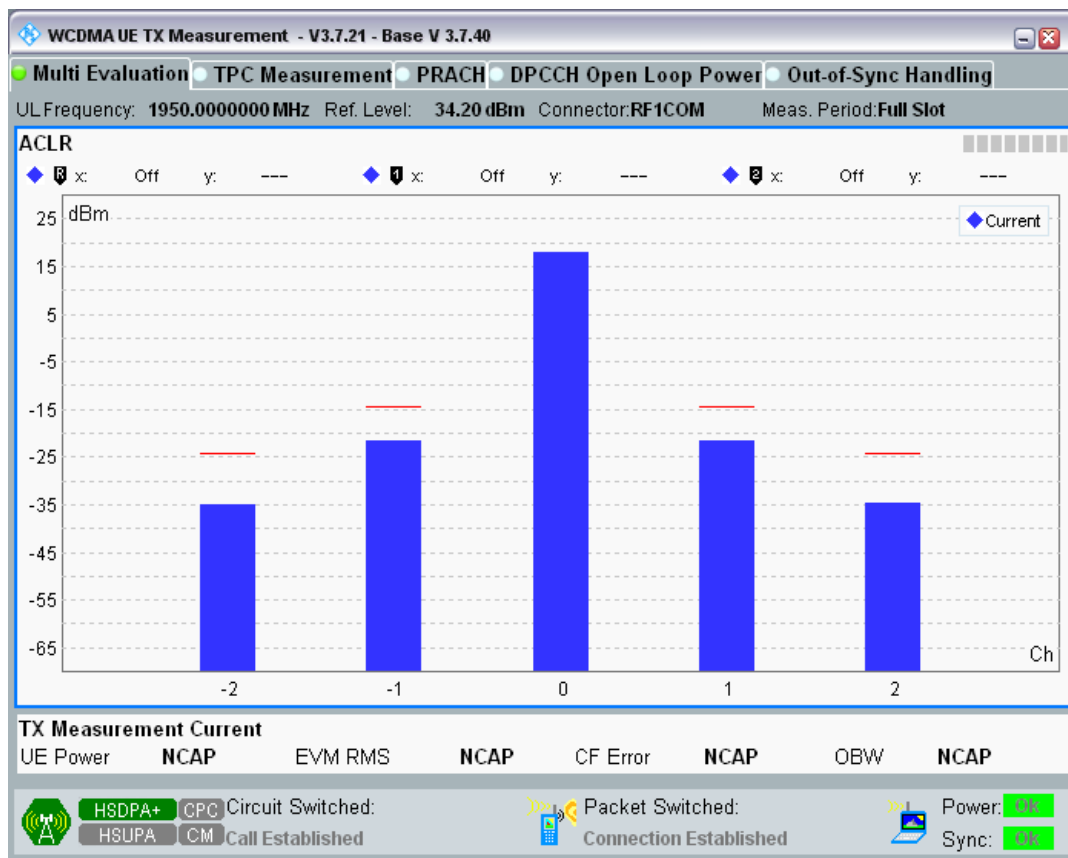 WCDMA UE TX Measurement - V3.7.21 - Base V 3.7.40
Multi Evaluation TPC Measurement PRACH DPCCH Open Loop Power Out-of-Sync Handling
UL Frequency: 1950.0000000 MHz Ref. Level: 34.20 dBm Connector:RF1COM Meas. Period:Full Slot
ACLR
R x: Off y: --- 1 x: Off y: --- 2 x: Off y: ---
dBm
Current
25
15
5
-5
-15
-25
-35
-45
-55
-65
Ch
-2 -1 0 1 2
TX Measurement Current
UE Power NCAP EVM RMS NCAP CF Error NCAP OBW NCAP
HSDPA+ CPC Circuit Switched: Packet Switched: Power: OK
HSUPA CM Call Established Connection Established Sync: OK